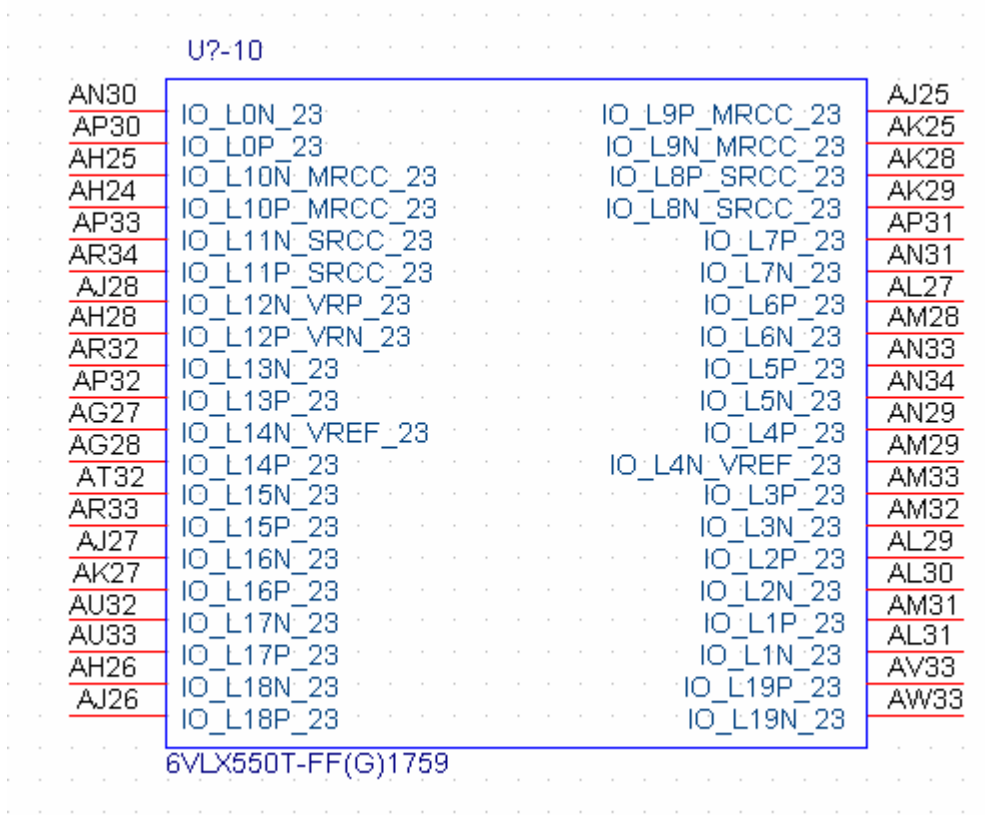 U?-10
AN30 IO_L0N_23 IO_L9P_MRCC_23 AJ25
AP30 IO_L0P_23 IO_L9N_MRCC_23 AK25
AH25 IO_L10N_MRCC_23 IO_L8P_SRCC_23 AK28
AH24 IO_L10P_MRCC_23 IO_L8N_SRCC_23 AK29
AP33 IO_L11N_SRCC_23 IO_L7P_23 AP31
AR34 IO_L11P_SRCC_23 IO_L7N_23 AN31
AJ28 IO_L12N_VRP_23 IO_L6P_23 AL27
AH28 IO_L12P_VRN_23 IO_L6N_23 AM28
AR32 IO_L13N_23 IO_L5P_23 AN33
AP32 IO_L13P_23 IO_L5N_23 AN34
AG27 IO_L14N_VREF_23 IO_L4P_23 AN29
AG28 IO_L14P_23 IO_L4N_VREF_23 AM29
AT32 IO_L15N_23 IO_L3P_23 AM33
AR33 IO_L15P_23 IO_L3N_23 AM32
AJ27 IO_L16N_23 IO_L2P_23 AL29
AK27 IO_L16P_23 IO_L2N_23 AL30
AU32 IO_L17N_23 IO_L1P_23 AM31
AU33 IO_L17P_23 IO_L1N_23 AL31
AH26 IO_L18N_23 IO_L19P_23 AV33
AJ26 IO_L18P_23 IO_L19N_23 AW33
6VLX550T-FF(G)1759